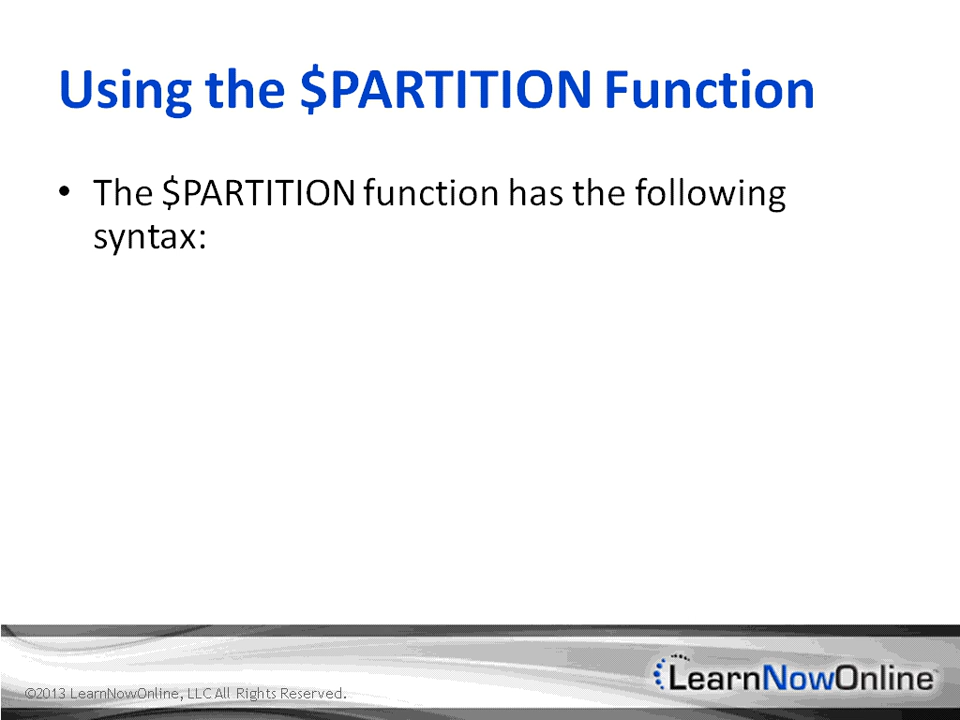 Using the $PARTITION Function
• The $PARTITION function has the following
syntax:
©2013 LearnNowOnline, LLC All Rights Reserved.
LearnNowOnline